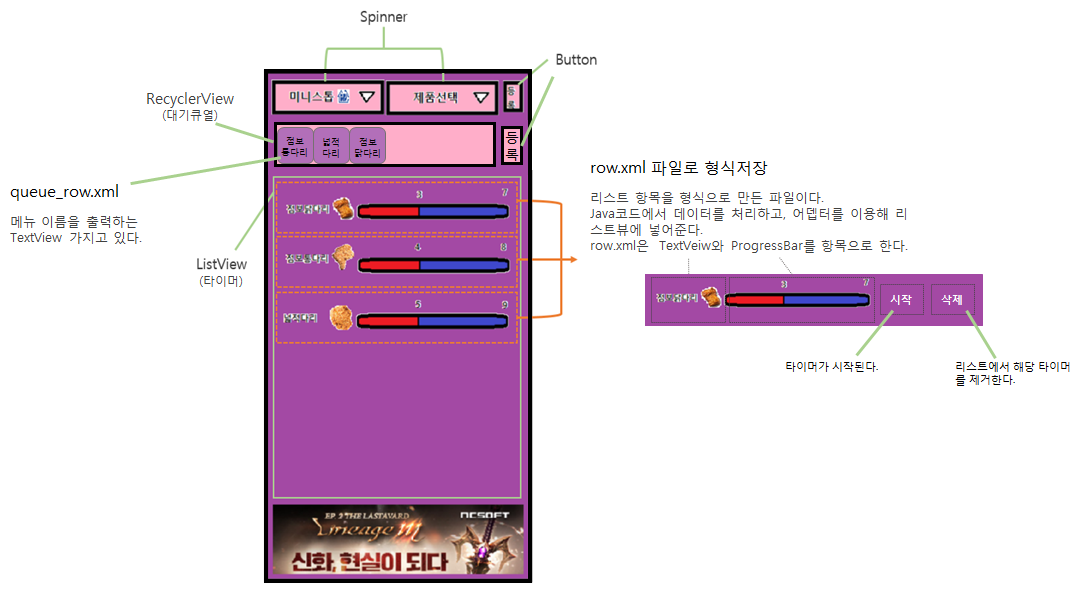 Spinner
Button
미니스톱
제품선택
등
록
RecyclerView
(대기큐열)
점보
통다리
넓적
다리
점보
닭다리
등
록
queue_row.xml
메뉴 이름을 출력하는
TextView 가지고 있다.
ListView
(타이머)
3
7
4
8
5
9
넓적다리
row.xml 파일로 형식저장
리스트 항목을 형식으로 만든 파일이다.
Java코드에서 데이터를 처리하고, 어뎁터를 이용해 리
스트뷰에 넣어준다.
row.xml은 TextVeiw와 ProgressBar를 항목으로 한다.
3
7
시작
삭제
타이머가 시작된다.
리스트에서 해당 타이머
를 제거한다.
EP. 2 THE LASTAVARD
NCSOFT
Lineage M
신화, 현실이 되다